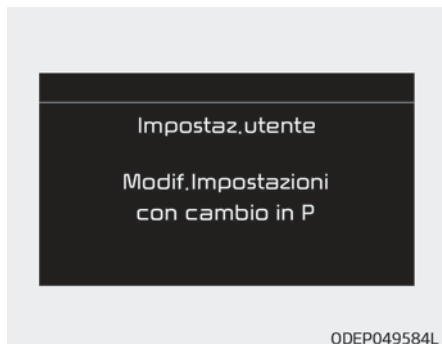 Impostaz.utente
Modif.Impostazioni
con cambio in P
ODEP049584L